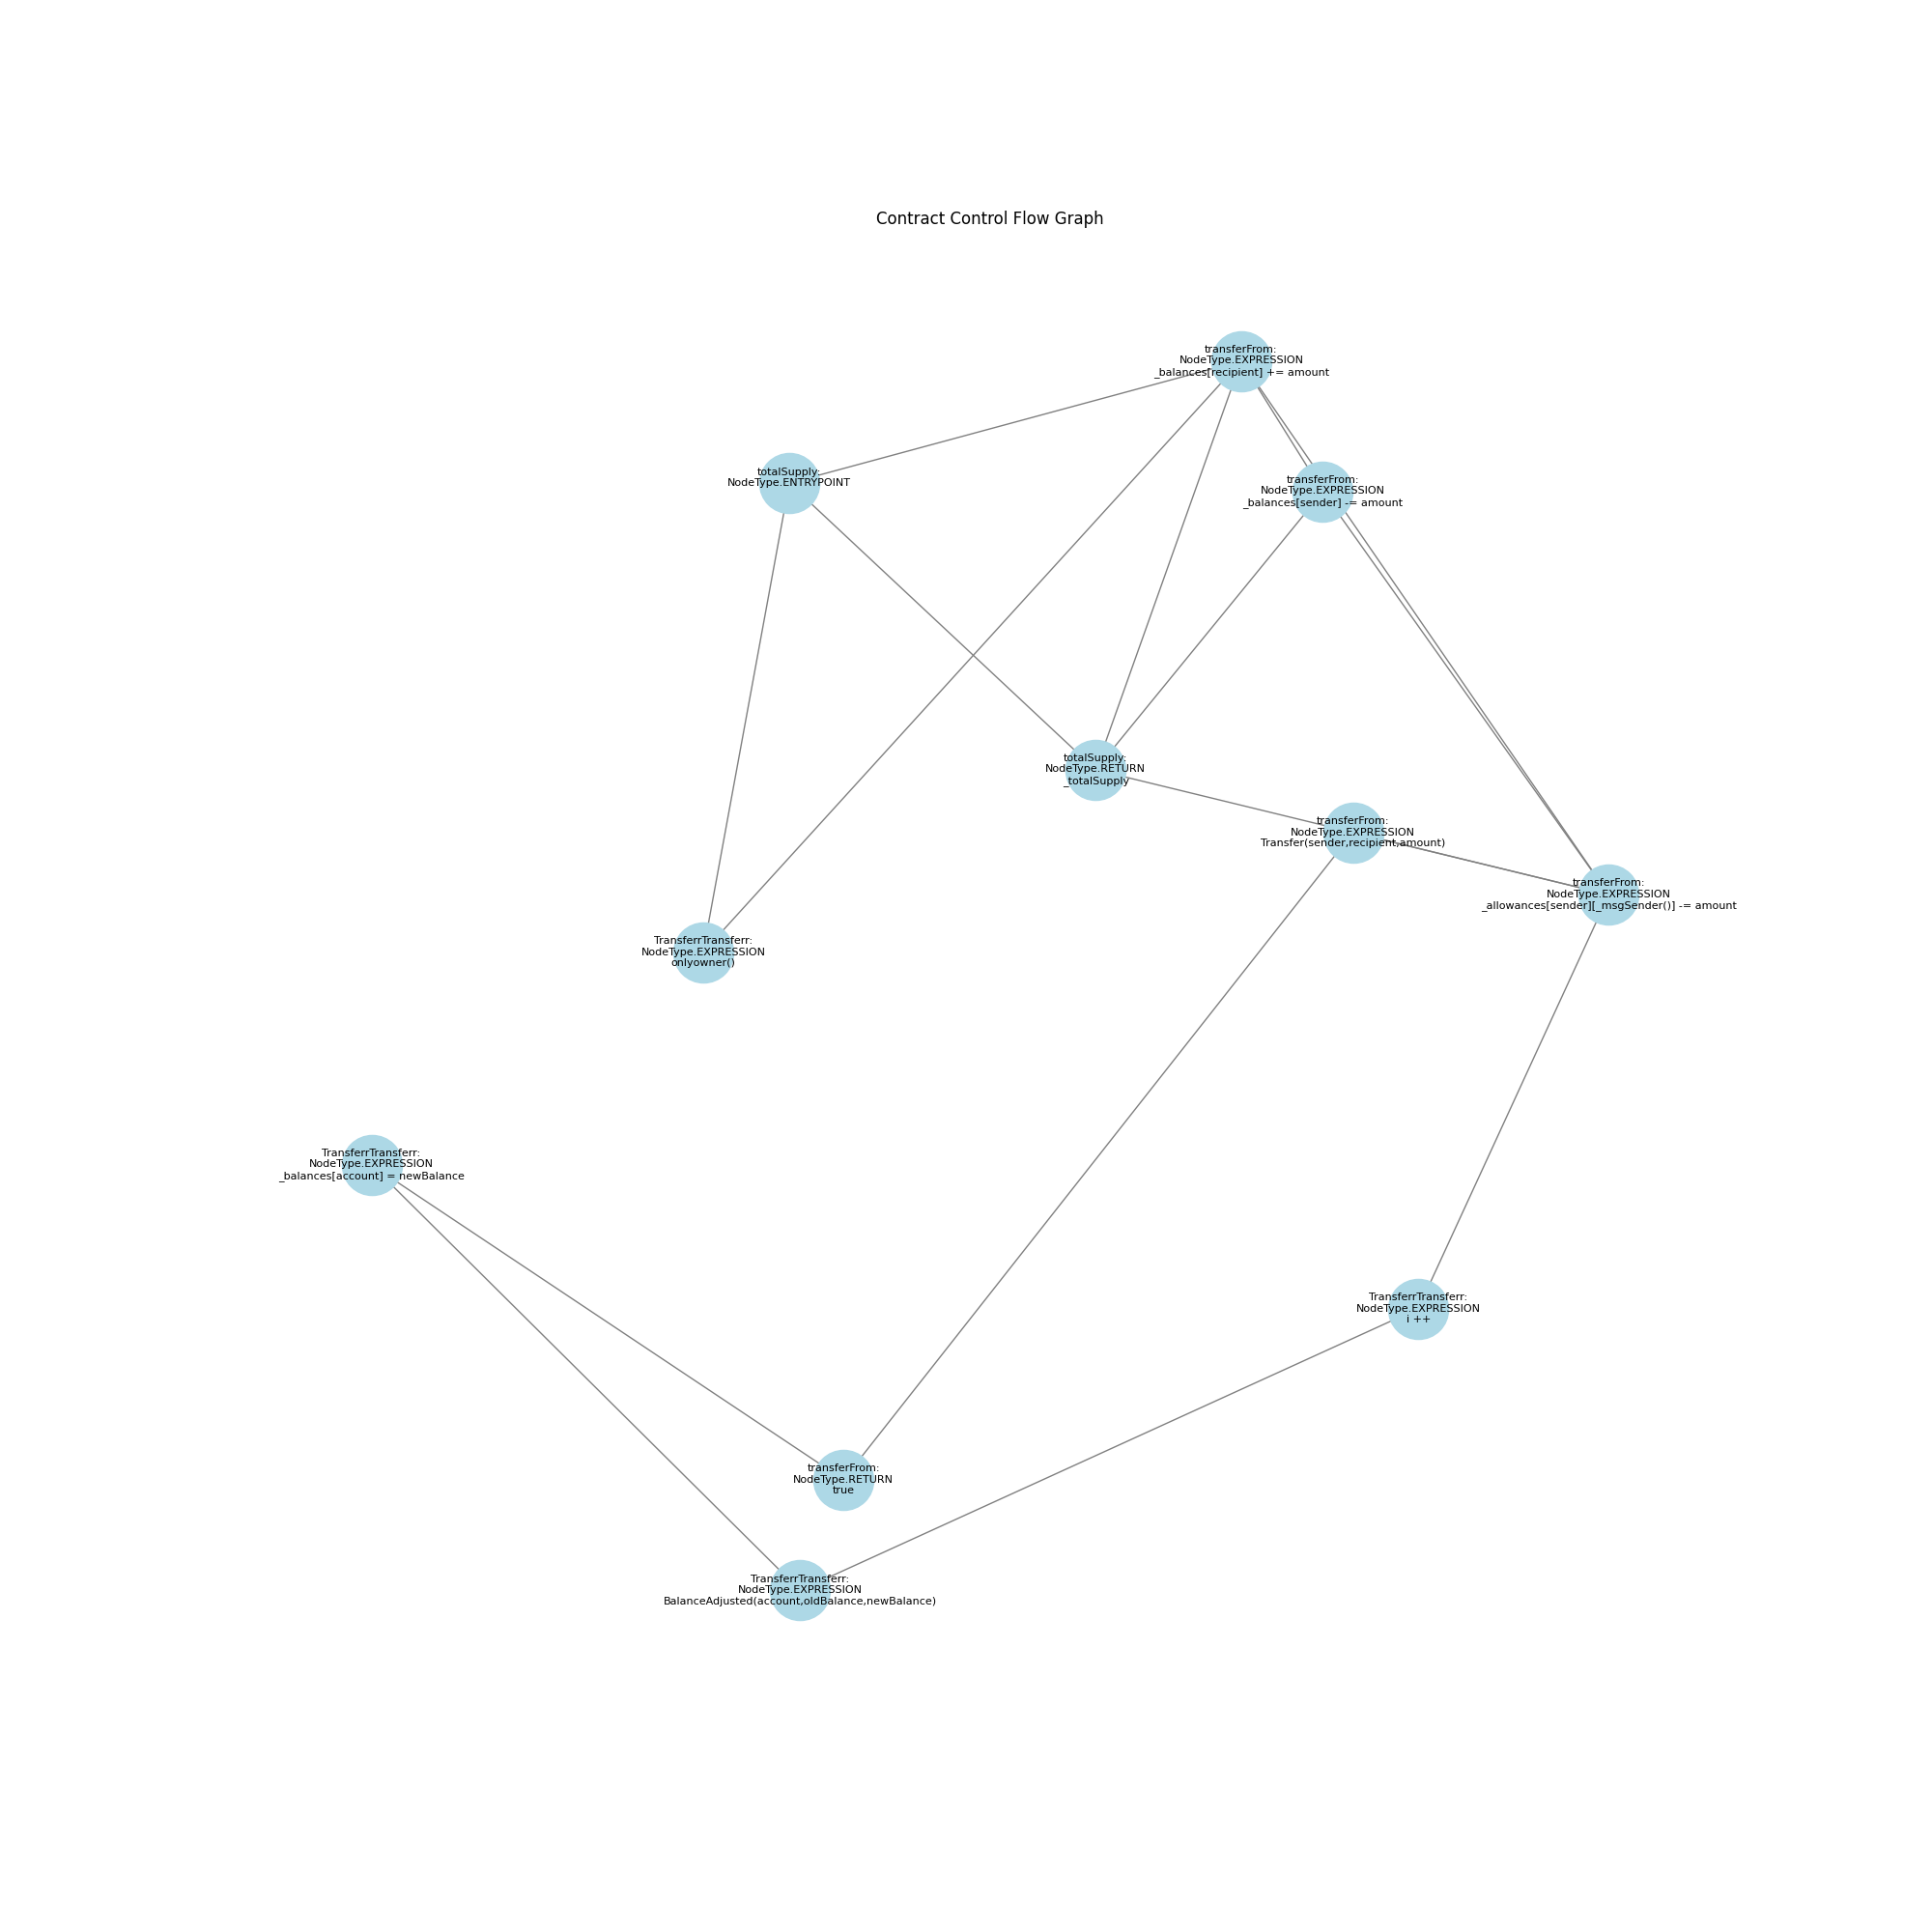 Contract Control Flow Graph
transferFrom:
NodeType.EXPRESSION
_balances[recipient] += amount
totalSupply:
NodeType.ENTRYPOINT
transferFrom:
NodeType.EXPRESSION
_balances[sender] -= amount
totalSupply:
NodeType.RETURN
_totalSupply
transferFrom:
NodeType.EXPRESSION
Transfer(sender,recipient,amount)
transferFrom:
NodeType.EXPRESSION
_allowances[sender][_msgSender()] -= amount
TransferrTransferr:
NodeType.EXPRESSION
onlyowner()
TransferrTransferr:
NodeType.EXPRESSION
_balances[account] = newBalance
TransferrTransferr:
NodeType.EXPRESSION
i ++
transferFrom:
NodeType.RETURN
true
TransferrTransferr:
NodeType.EXPRESSION
BalanceAdjusted(account,oldBalance,newBalance)